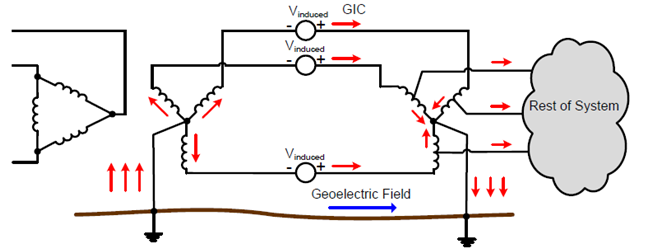 Vinduced
GIC
- +
Vinduced
- +
Rest of System
Vinduced
- +
Geoelectric Field